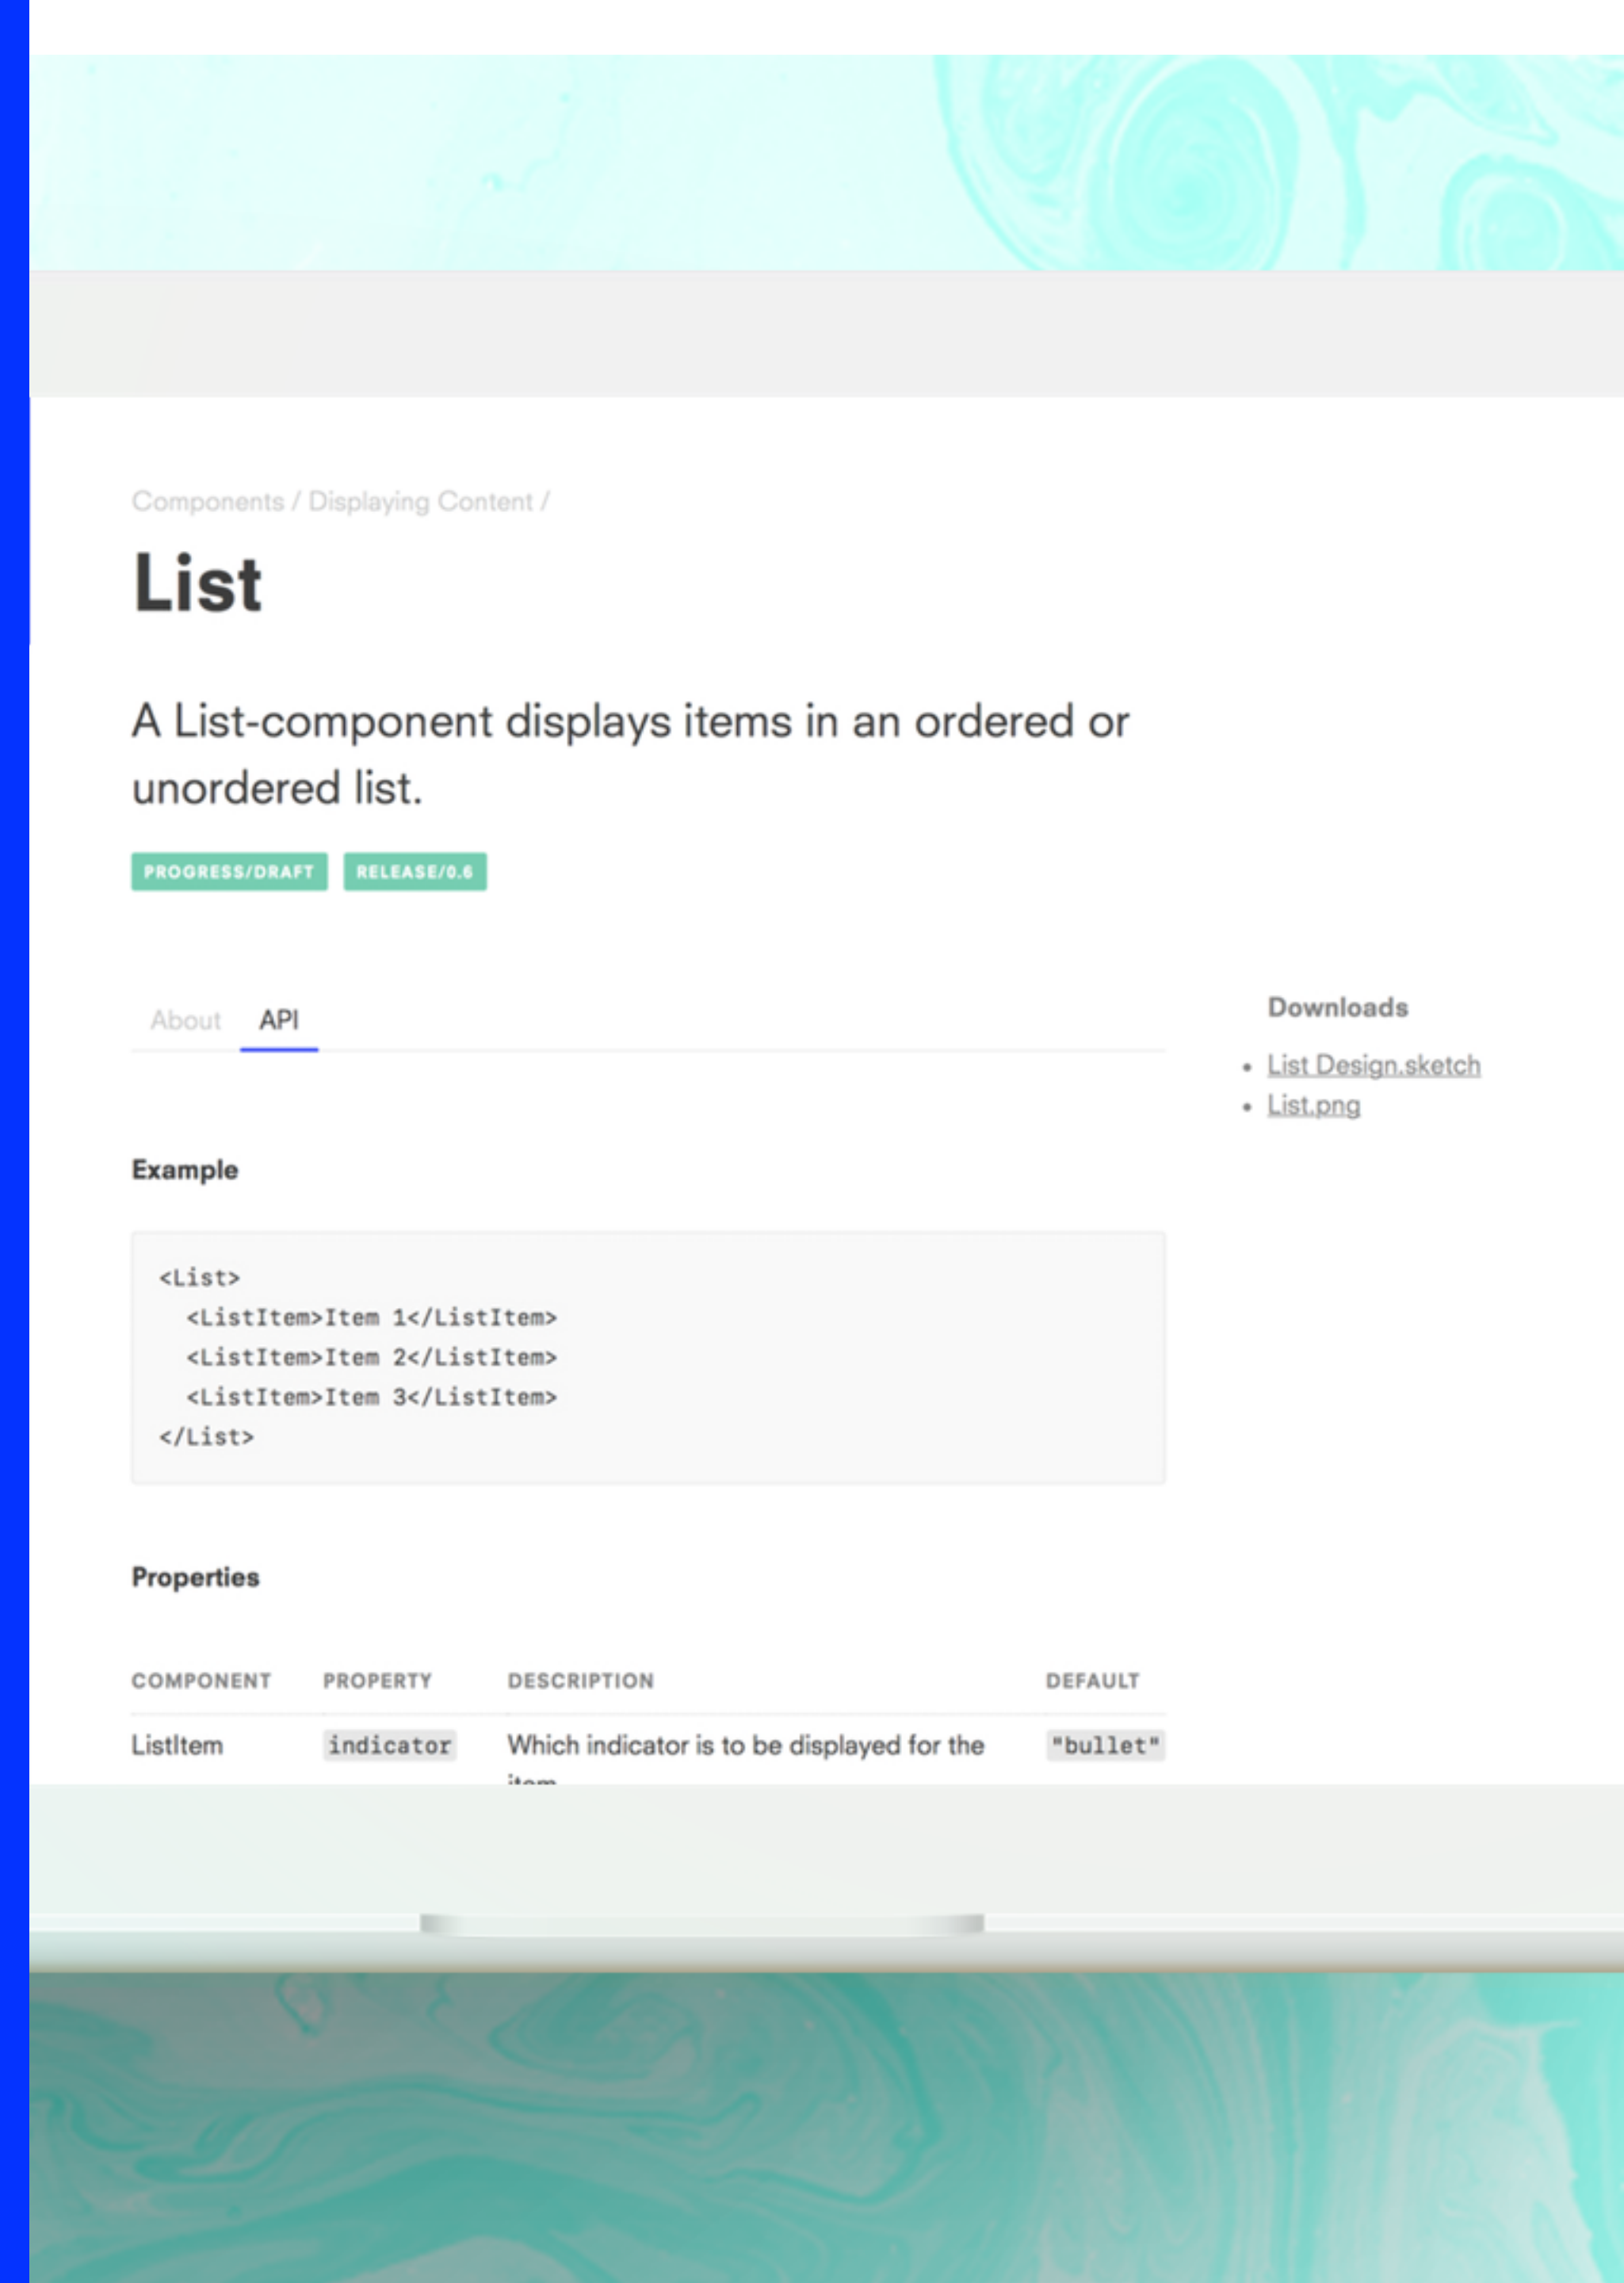 Components / Displaying Content /
List
A List-component displays items in an ordered or
unordered list.
PROGRESS/DRAFT RELEASE/0.6
About API
Downloads
• List Design.sketch
• List.png
Example
<List>
  <ListItem>Item 1</ListItem>
  <ListItem>Item 2</ListItem>
  <ListItem>Item 3</ListItem>
</List>
Properties
COMPONENT PROPERTY DESCRIPTION DEFAULT
ListItem indicator Which indicator is to be displayed for the "bullet"
item